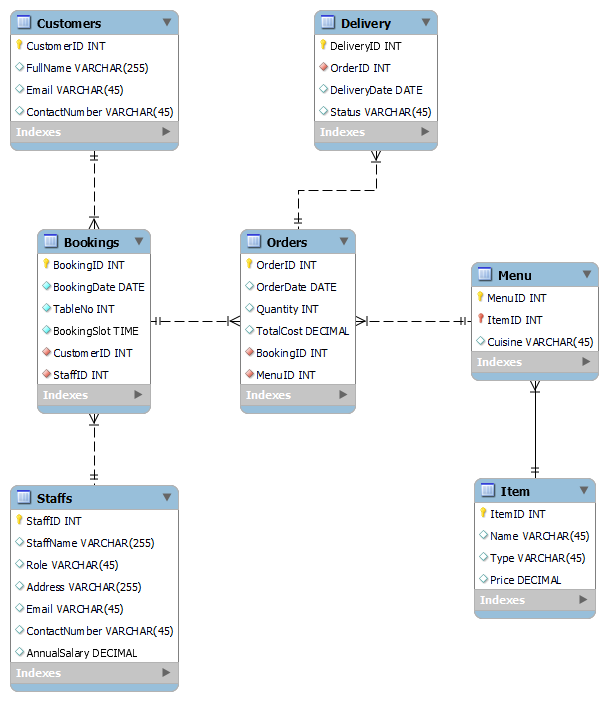 Customers
CustomerID INT
FullName VARCHAR(255)
Email VARCHAR(45)
ContactNumber VARCHAR(45)
Indexes
Delivery
DeliveryID INT
OrderID INT
DeliveryDate DATE
Status VARCHAR(45)
Indexes
Bookings
BookingID INT
BookingDate DATE
TableNo INT
BookingSlot TIME
CustomerID INT
StaffID INT
Indexes
Orders
OrderID INT
OrderDate DATE
Quantity INT
TotalCost DECIMAL
BookingID INT
MenuID INT
Indexes
Menu
MenuID INT
ItemID INT
Cuisine VARCHAR(45)
Indexes
Staffs
StaffID INT
StaffName VARCHAR(255)
Role VARCHAR(45)
Address VARCHAR(255)
Email VARCHAR(45)
ContactNumber VARCHAR(45)
AnnualSalary DECIMAL
Indexes
Item
ItemID INT
Name VARCHAR(45)
Type VARCHAR(45)
Price DECIMAL
Indexes